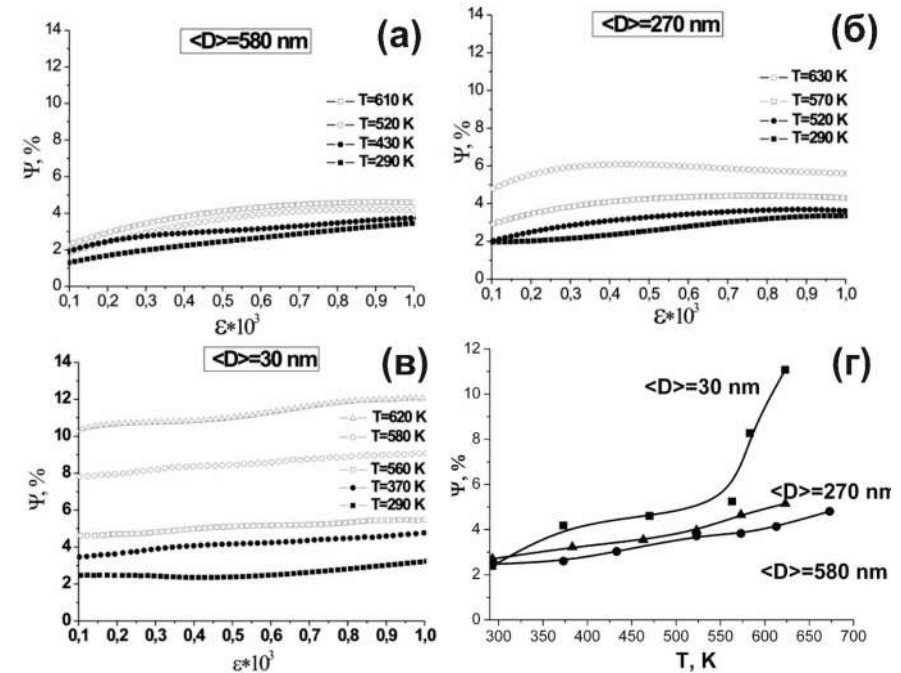 <D>=580 nm
(а)
T=610 K
T=520 K
T=430 K
T=290 K
Ψ, %
14
12
10
8
6
4
2
0
0,1 0,2 0,3 0,4 0,5 0,6 0,7 0,8 0,9 1,0
ε*10³
<D>=270 nm
(б)
T=630 K
T=570 K
T=520 K
T=290 K
Ψ, %
14
12
10
8
6
4
2
0
0,1 0,2 0,3 0,4 0,5 0,6 0,7 0,8 0,9 1,0
ε*10³
<D>=30 nm
(в)
T=620 K
T=580 K
T=560 K
T=370 K
T=290 K
Ψ, %
14
12
10
8
6
4
2
0
0,1 0,2 0,3 0,4 0,5 0,6 0,7 0,8 0,9 1,0
ε*10³
(г)
<D>=30 nm
<D>=270 nm
<D>=580 nm
Ψ, %
12
10
8
6
4
2
0
300 350 400 450 500 550 600 650 700
T, K